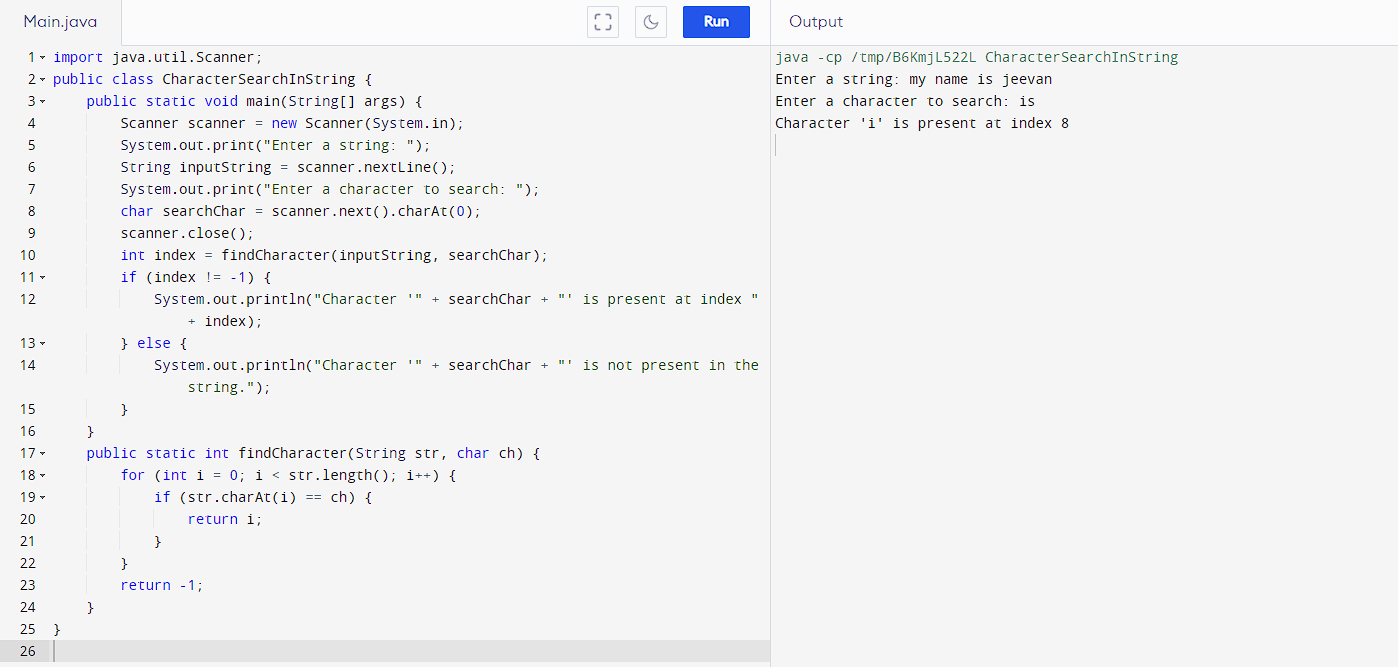 Main.java
Run
Output
1 import java.util.Scanner;
2 public class CharacterSearchInString {
3     public static void main(String[] args) {
4         Scanner scanner = new Scanner(System.in);
5         System.out.print("Enter a string: ");
6         String inputString = scanner.nextLine();
7         System.out.print("Enter a character to search: ");
8         char searchChar = scanner.next().charAt(0);
9         scanner.close();
10         int index = findCharacter(inputString, searchChar);
11         if (index != -1) {
12             System.out.println("Character '" + searchChar + "' is present at index "
                + index);
13         } else {
14             System.out.println("Character '" + searchChar + "' is not present in the
                string.");
15         }
16     }
17     public static int findCharacter(String str, char ch) {
18         for (int i = 0; i < str.length(); i++) {
19             if (str.charAt(i) == ch) {
20                 return i;
21             }
22         }
23         return -1;
24     }
25 }
26
java -cp /tmp/B6KmjL522L CharacterSearchInString
Enter a string: my name is jeevan
Enter a character to search: is
Character 'i' is present at index 8